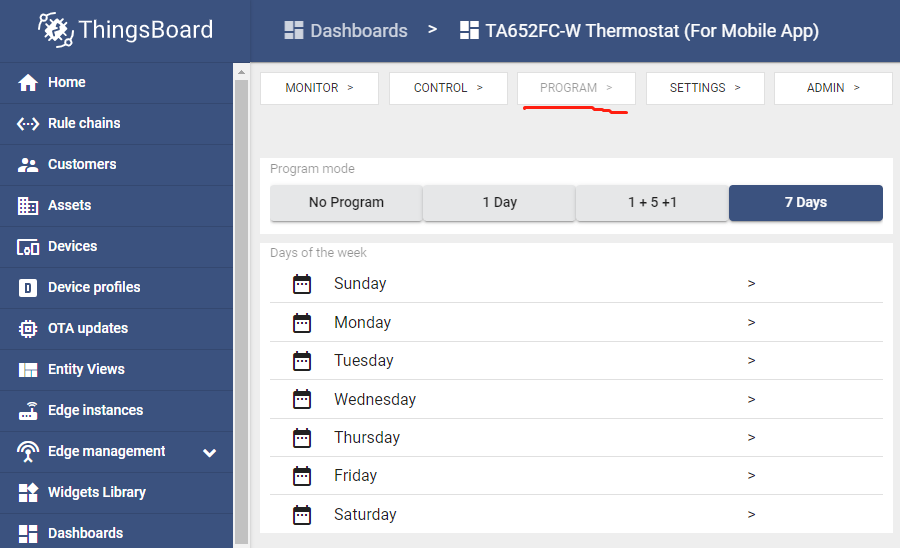 ThingsBoard
Dashboards > TA652FC-W Thermostat (For Mobile App)
Home
Rule chains
Customers
Assets
Devices
Device profiles
OTA updates
Entity Views
Edge instances
Edge management
Widgets Library
Dashboards
MONITOR > CONTROL > PROGRAM > SETTINGS > ADMIN >
Program mode
No Program 1 Day 1 + 5 +1 7 Days
Days of the week
Sunday >
Monday >
Tuesday >
Wednesday >
Thursday >
Friday >
Saturday >